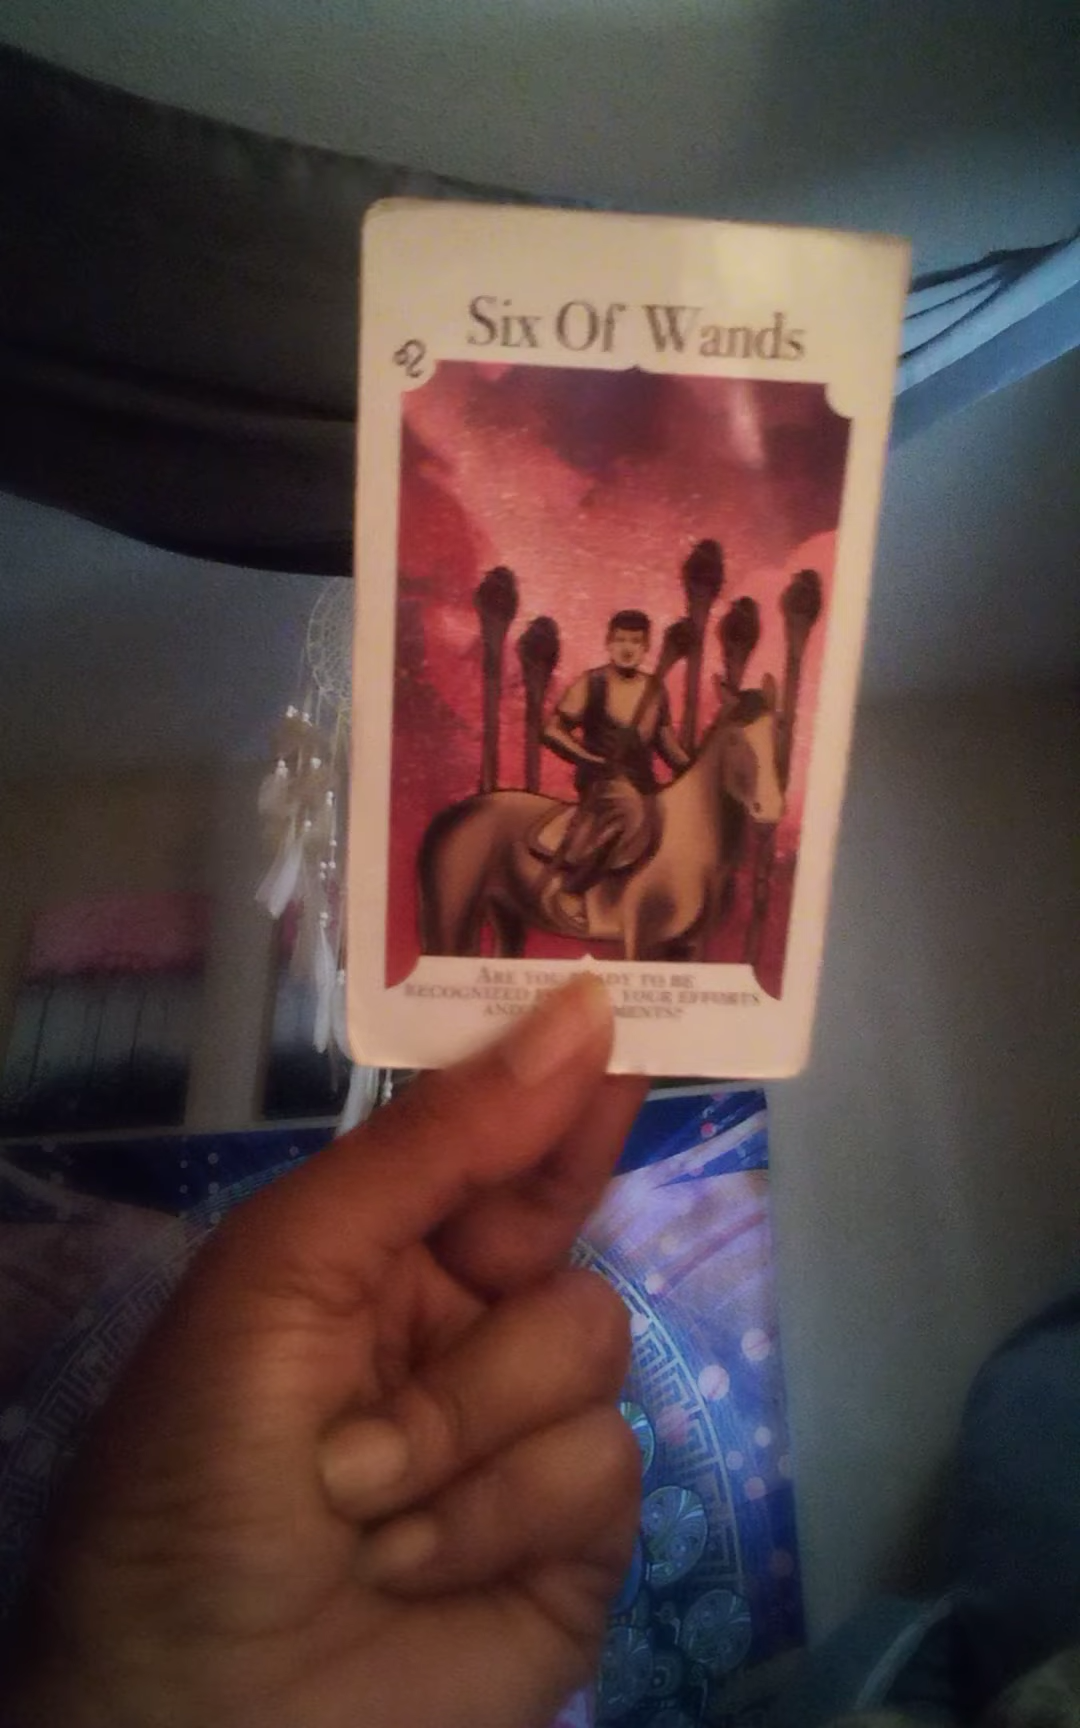 Six Of Wands
♌
ARE YOU READY TO BE
RECOGNIZED YOUR EFFORTS
AND